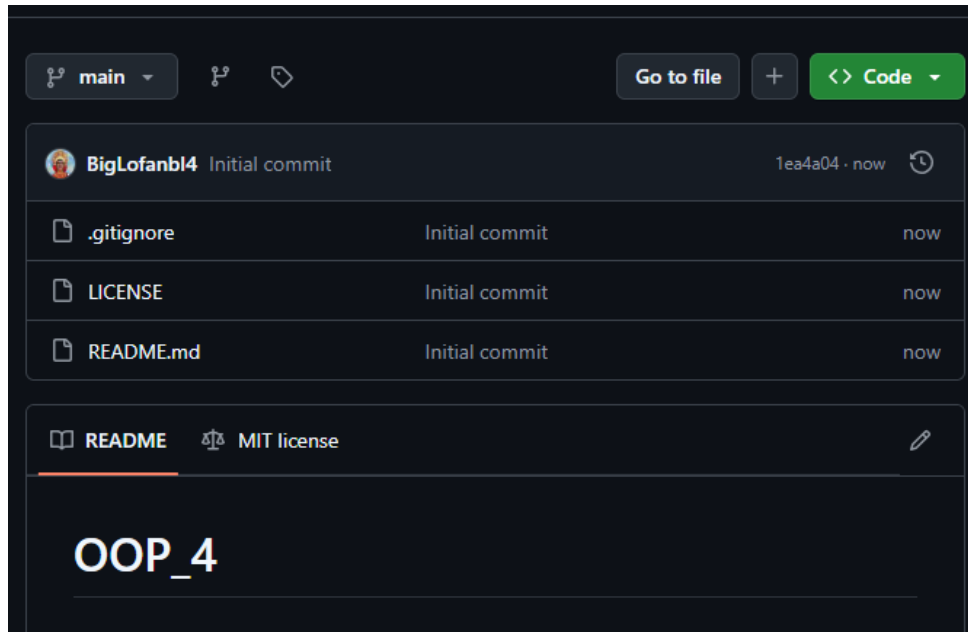 main Go to file Code
BigLofanbl4 Initial commit 1ea4a04 · now
.gitignore Initial commit now
LICENSE Initial commit now
README.md Initial commit now
README MIT license
OOP_4